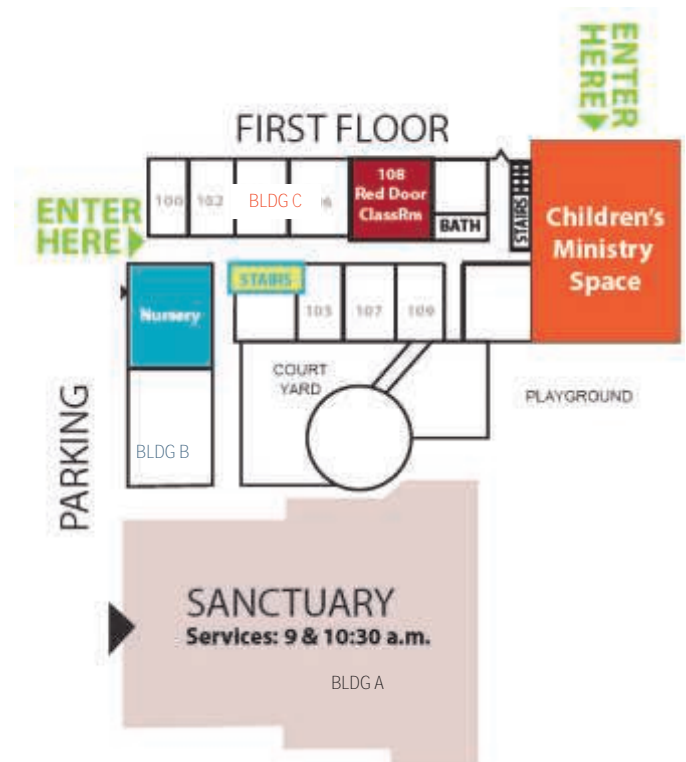 ENTER
HERE
FIRST FLOOR
100
102
BLDG C
6
108
Red Door
ClassRm
BATH
STAIRS
Children's
Ministry
Space
ENTER
HERE
Nursery
STAIRS
105
107
109
COURT
YARD
PLAYGROUND
PARKING
BLDG B
SANCTUARY
Services: 9 & 10:30 a.m.
BLDG A